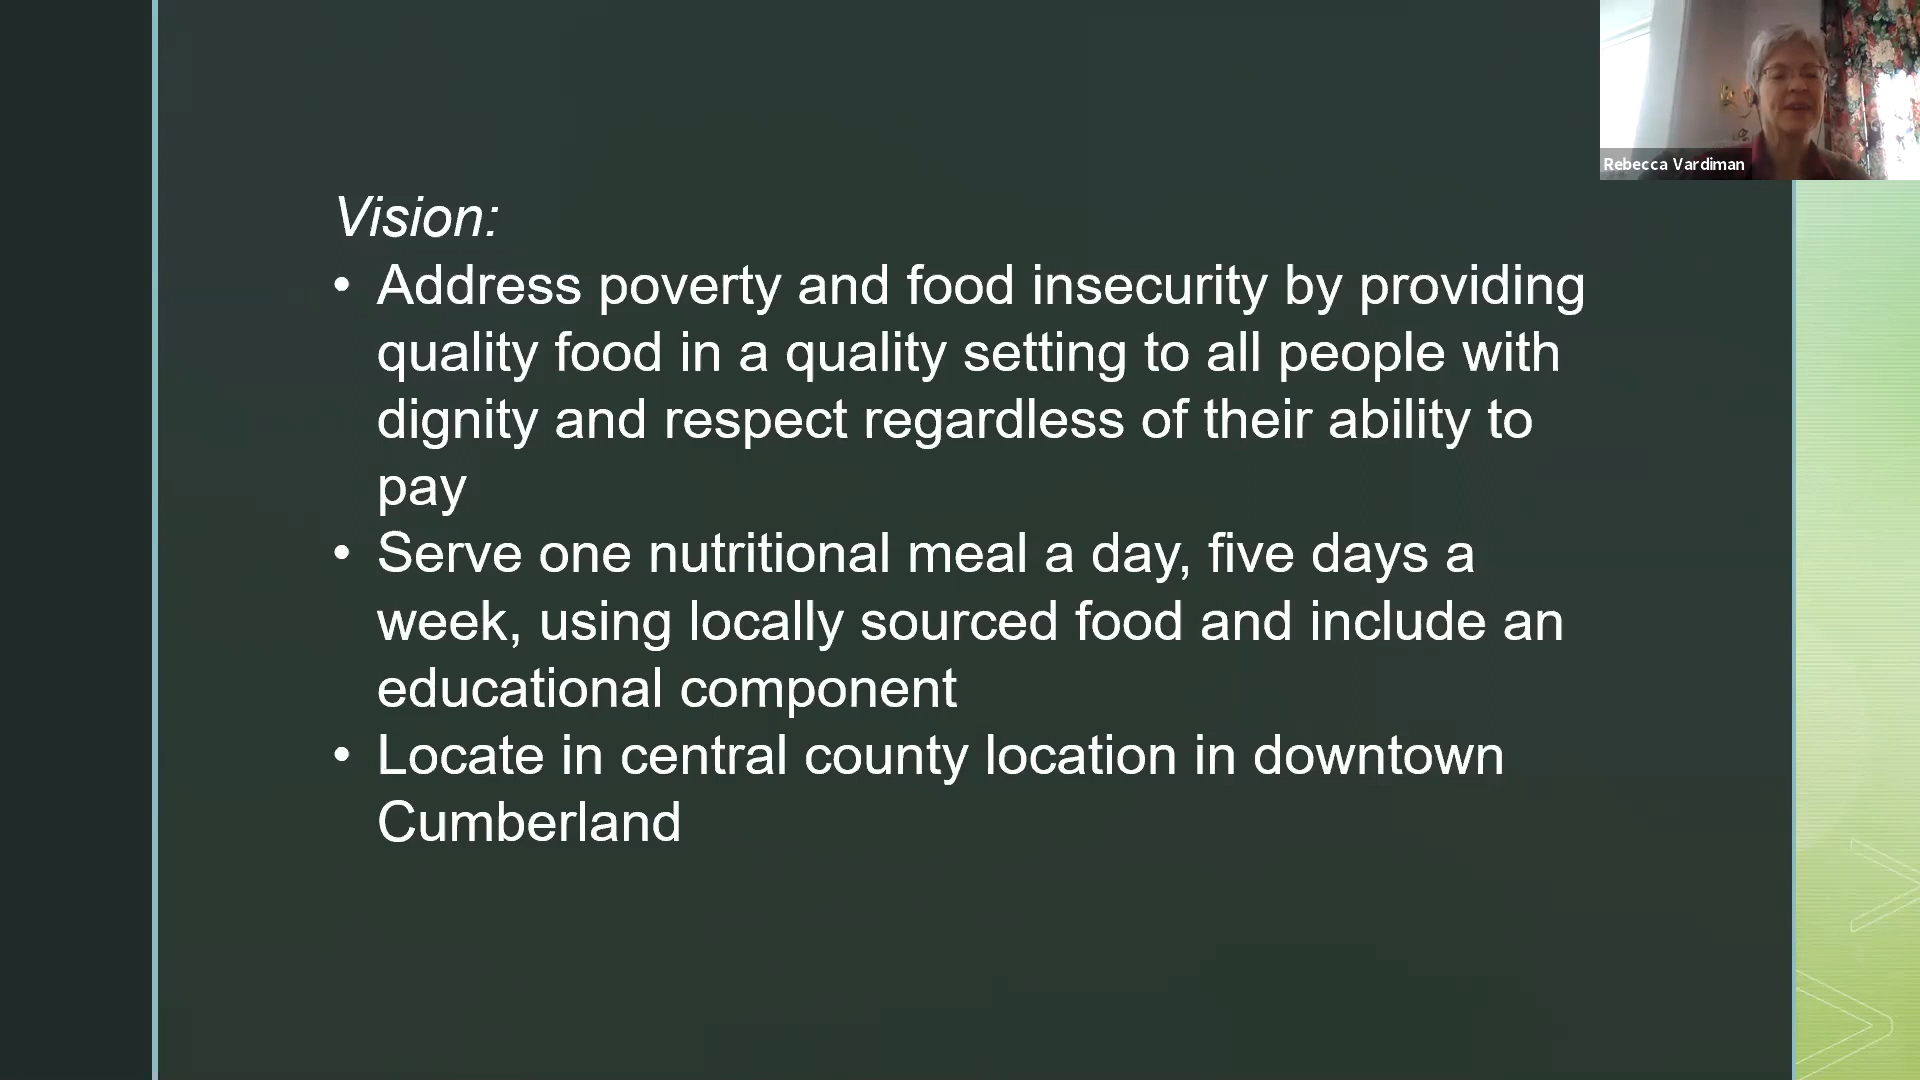 Rebecca Vardiman
Vision:
• Address poverty and food insecurity by providing
quality food in a quality setting to all people with
dignity and respect regardless of their ability to
pay
• Serve one nutritional meal a day, five days a
week, using locally sourced food and include an
educational component
• Locate in central county location in downtown
Cumberland